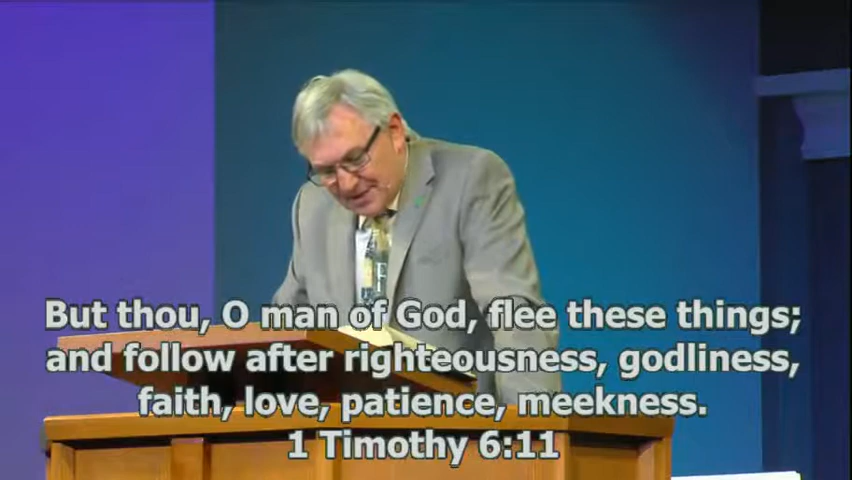 But thou, O man of God, flee these things;
and follow after righteousness, godliness,
faith, love, patience, meekness.
1 Timothy 6:11